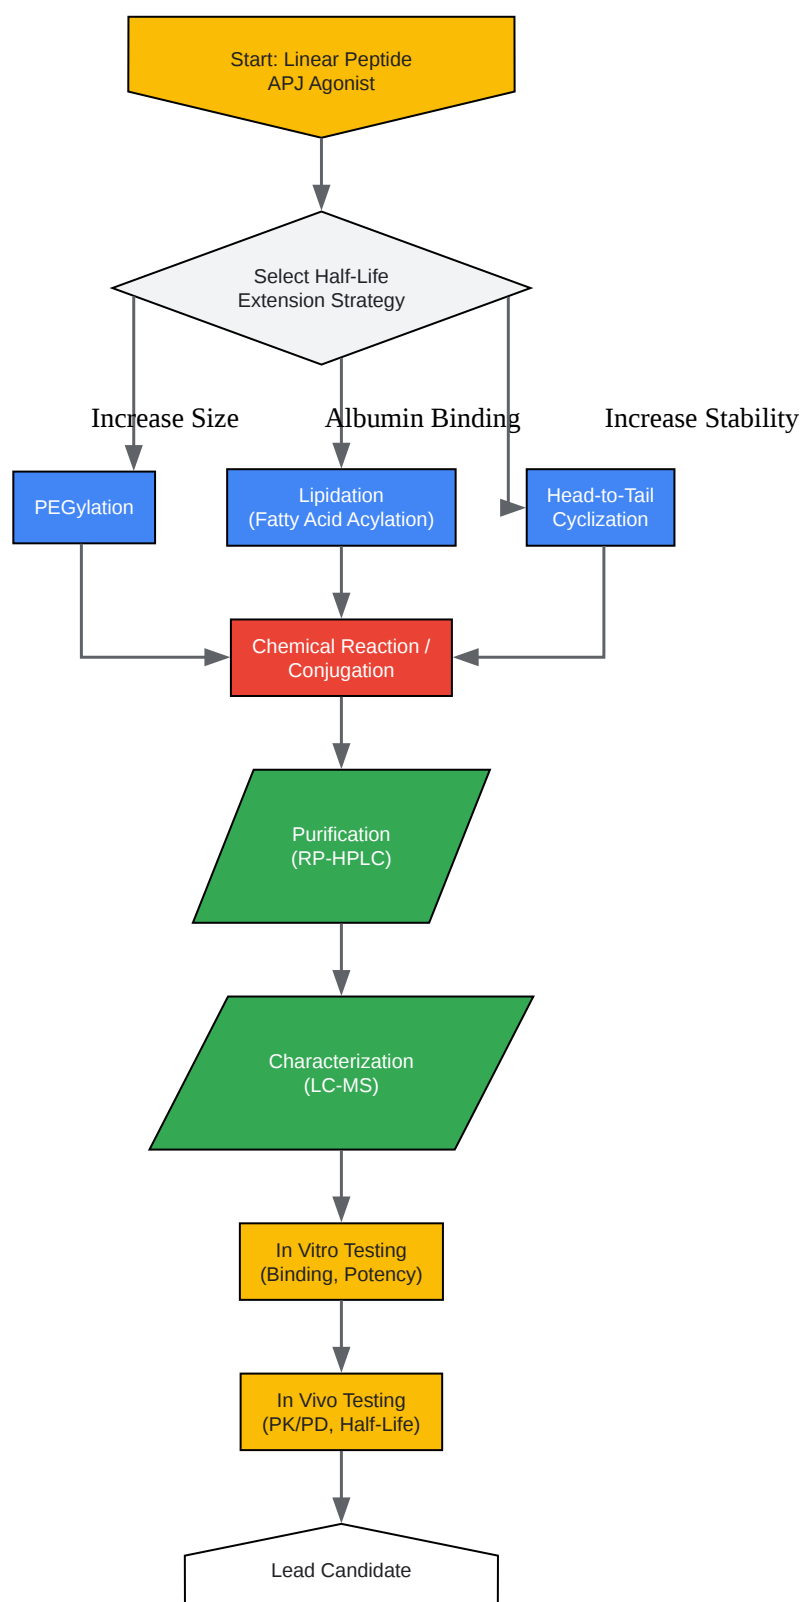 Start: Linear Peptide
APJ Agonist
Select Half-Life
Extension Strategy
Increase Size
Albumin Binding
Increase Stability
PEGylation
Lipidation
(Fatty Acid Acylation)
Head-to-Tail
Cyclization
Chemical Reaction /
Conjugation
Purification
(RP-HPLC)
Characterization
(LC-MS)
In Vitro Testing
(Binding, Potency)
In Vivo Testing
(PK/PD, Half-Life)
Lead Candidate